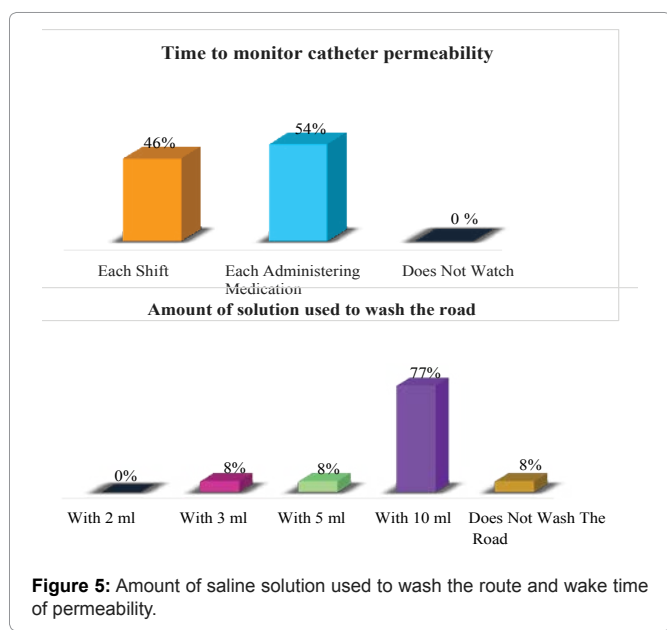 Time to monitor catheter permeability
46% 54% 0 %
Each Shift Each Administering Medication Does Not Watch
Amount of solution used to wash the road
0% 8% 8% 77% 8%
With 2 ml With 3 ml With 5 ml With 10 ml Does Not Wash The Road
Figure 5: Amount of saline solution used to wash the route and wake time
of permeability.